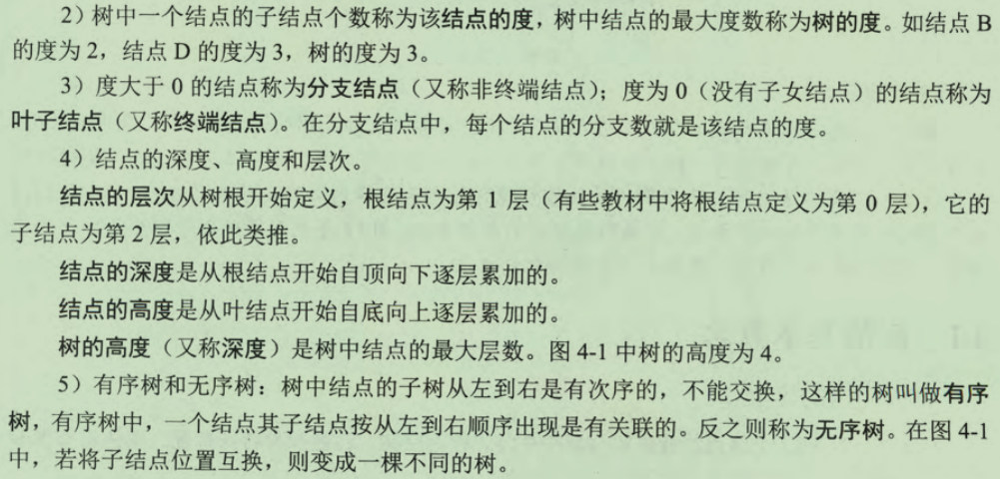 2）树中一个结点的子结点个数称为该结点的度，树中结点的最大度数称为树的度。如结点 B
的度为 2，结点 D 的度为 3，树的度为 3。
3）度大于 0 的结点称为分支结点（又称非终端结点）；度为 0（没有子女结点）的结点称为
叶子结点（又称终端结点）。在分支结点中，每个结点的分支数就是该结点的度。
4）结点的深度、高度和层次。
结点的层次从树根开始定义，根结点为第 1 层（有些教材中将根结点定义为第 0 层），它的
子结点为第 2 层，依此类推。
结点的深度是从根结点开始自顶向下逐层累加的。
结点的高度是从叶结点开始自底向上逐层累加的。
树的高度（又称深度）是树中结点的最大层数。图 4-1 中树的高度为 4。
5）有序树和无序树：树中结点的子树从左到右是有次序的，不能交换，这样的树叫做有序
树，有序树中，一个结点其子结点按从左到右顺序出现是有关联的。反之则称为无序树。在图 4-1
中，若将子结点位置互换，则变成一棵不同的树。